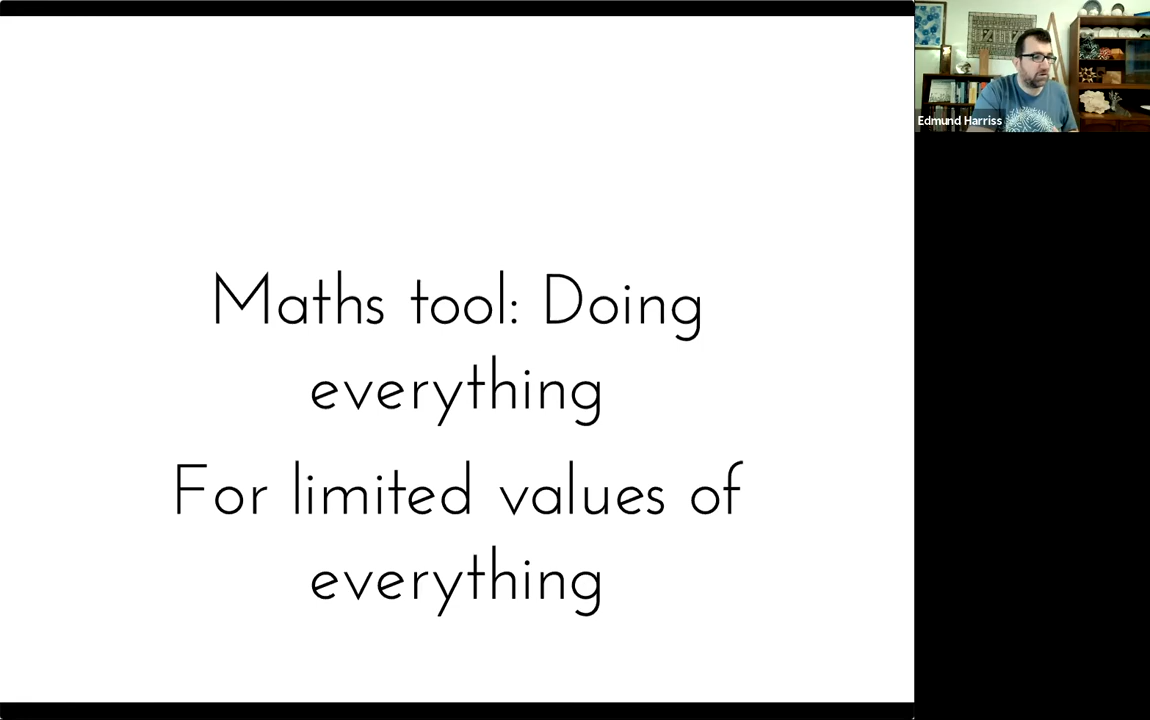 Maths tool: Doing
everything
For limited values of
everything
Edmund Harriss